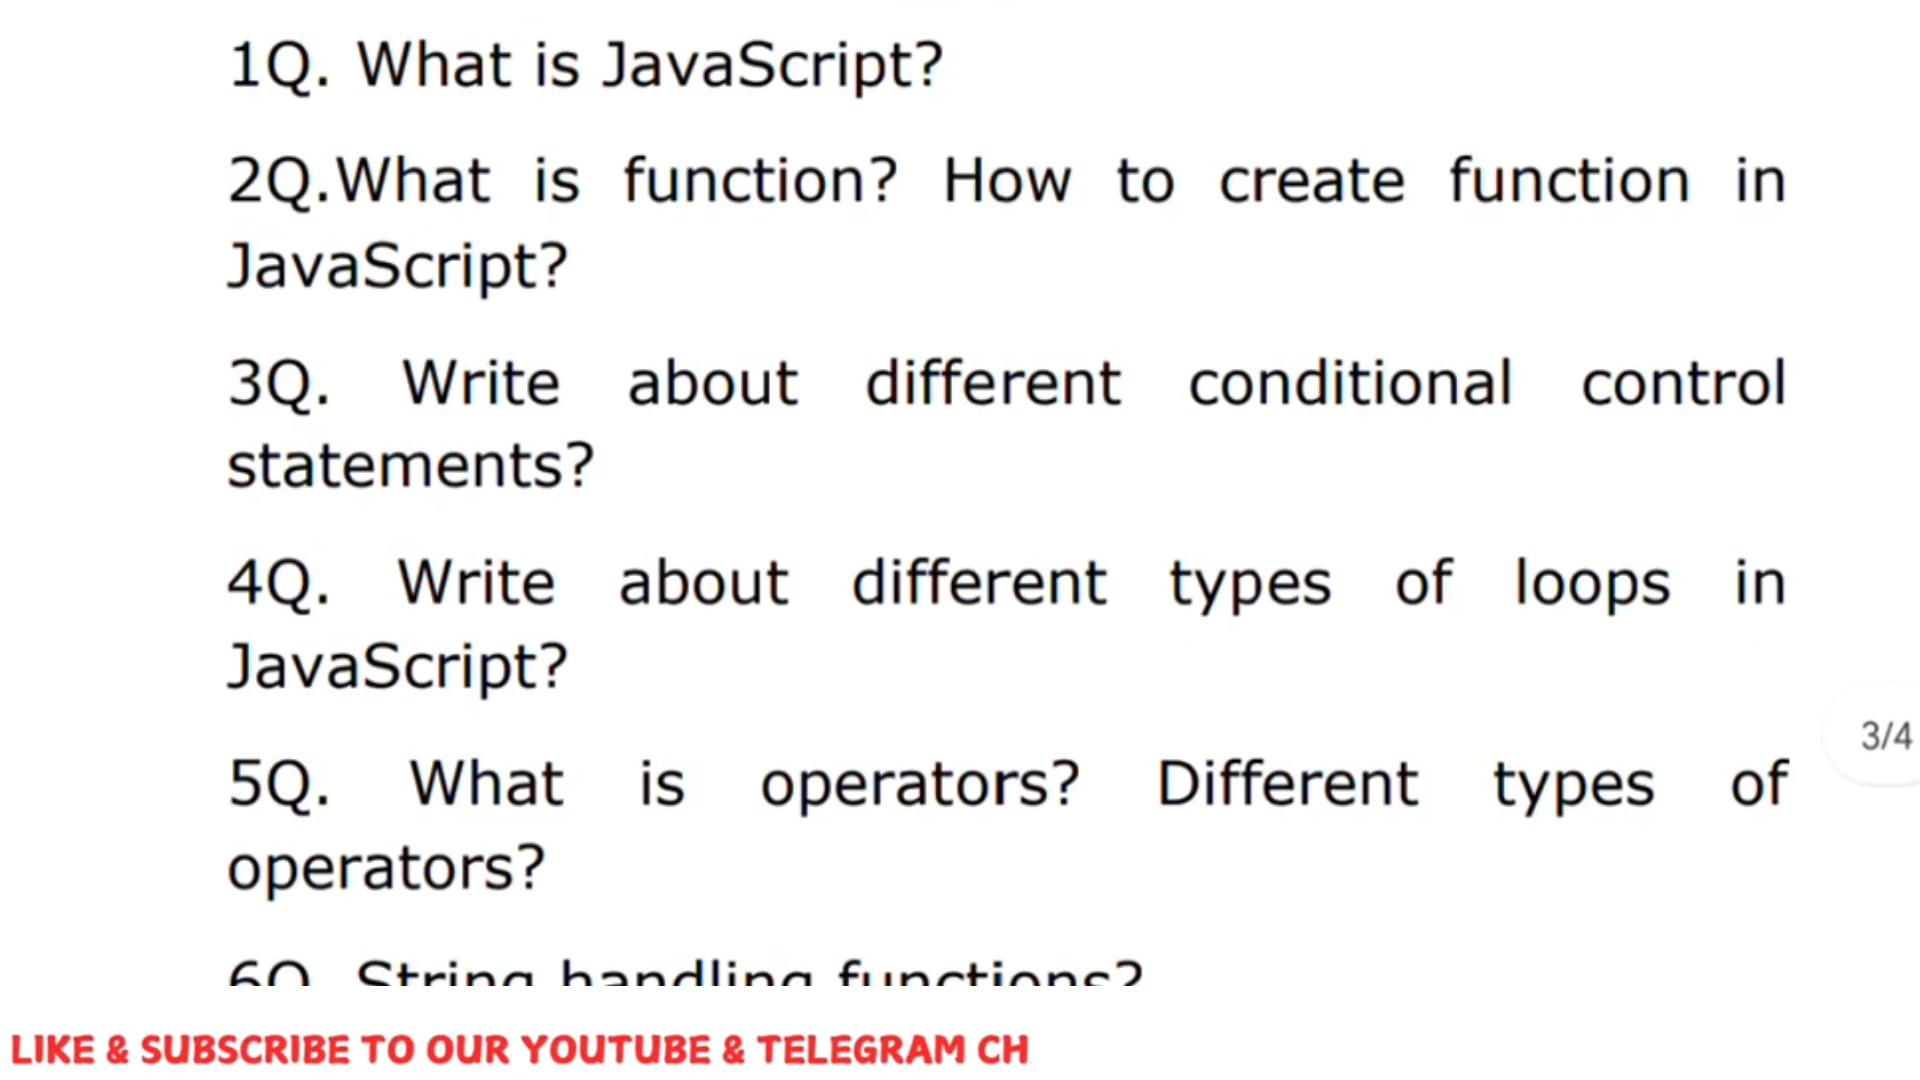 1Q. What is JavaScript?
2Q.What is function? How to create function in
JavaScript?
3Q. Write about different conditional control
statements?
4Q. Write about different types of loops in
JavaScript?
3/4
5Q. What is operators? Different types of
operators?
6Q. String handling functions?
LIKE & SUBSCRIBE TO OUR YOUTUBE & TELEGRAM CH